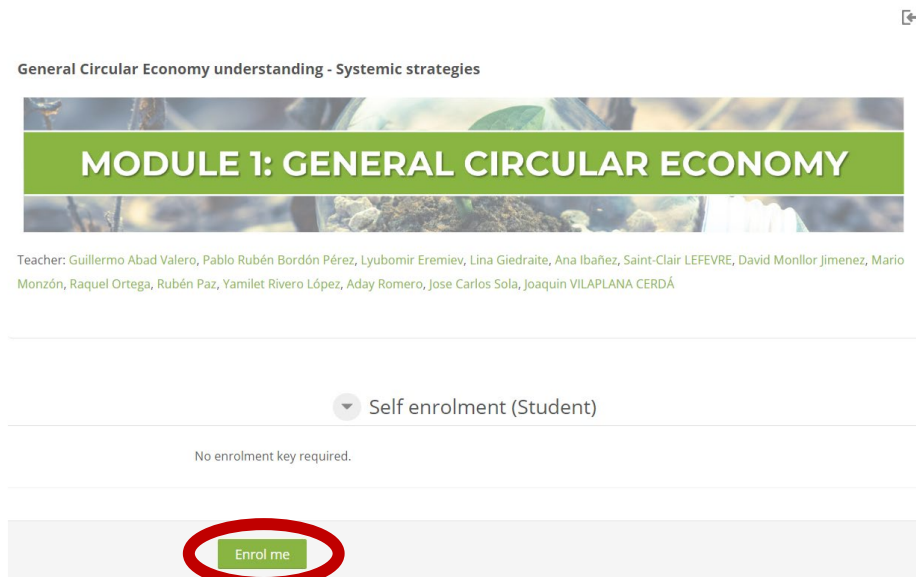 General Circular Economy understanding - Systemic strategies
MODULE 1: GENERAL CIRCULAR ECONOMY
Teacher: Guillermo Abad Valero, Pablo Rubén Bordón Pérez, Lyubomir Eremiev, Lina Giedraite, Ana Ibañez, Saint-Clair LEFEVRE, David Monllor Jimenez, Mario
Monzón, Raquel Ortega, Rubén Paz, Yamilet Rivero López, Aday Romero, Jose Carlos Sola, Joaquin VILAPLANA CERDÁ
Self enrolment (Student)
No enrolment key required.
Enrol me